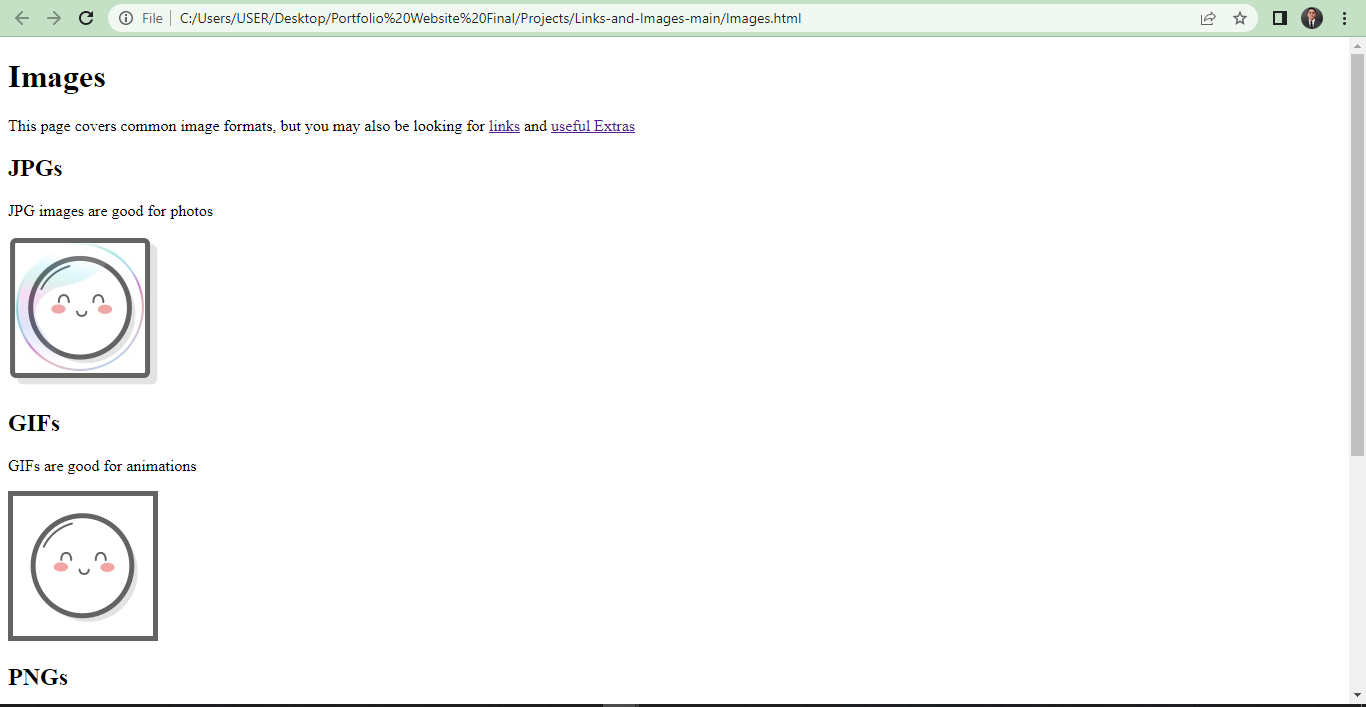 File
C:/Users/USER/Desktop/Portfolio%20Website%20Final/Projects/Links-and-Images-main/Images.html
Images
This page covers common image formats, but you may also be looking for links and useful Extras
JPGs
JPG images are good for photos
GIFs
GIFs are good for animations
PNGs